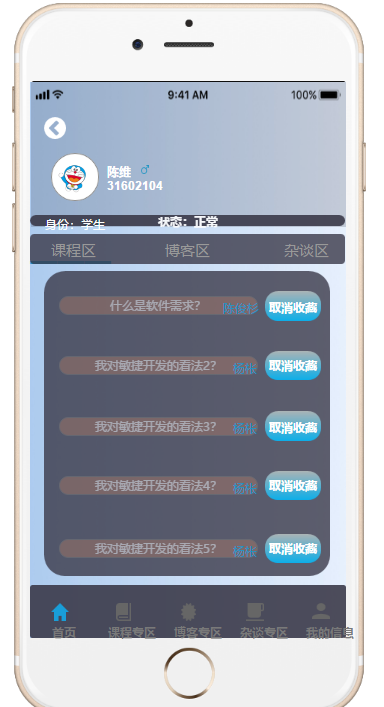 9:41 AM 100%
陈维 ♂
31602104
身份：学生 状态：正常
课程区 博客区 杂谈区
什么是软件需求？ 陈俊杉 取消收藏
我对敏捷开发的看法2？ 杨枨 取消收藏
我对敏捷开发的看法3？ 杨枨 取消收藏
我对敏捷开发的看法4？ 杨枨 取消收藏
我对敏捷开发的看法5？ 杨枨 取消收藏
首页 课程专区 博客专区 杂谈专区 我的信息